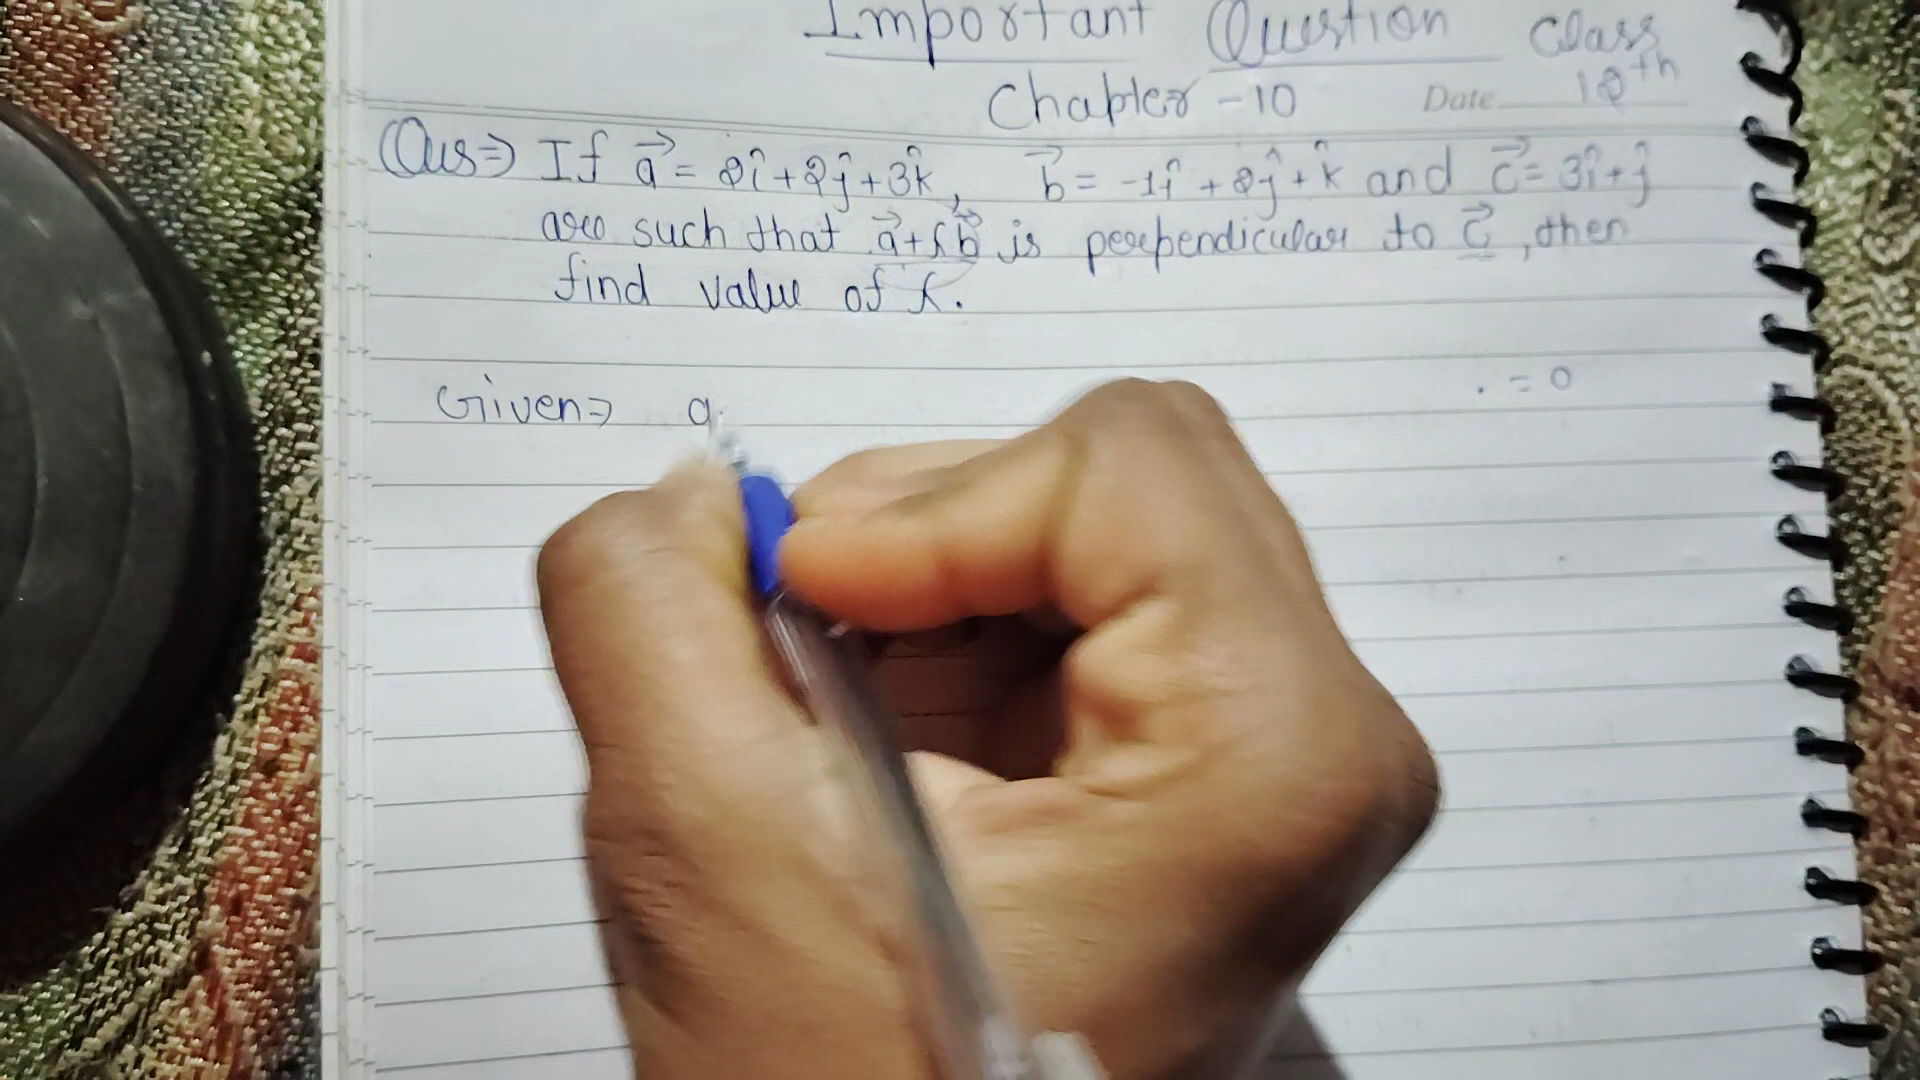 Important Question Class
Chapter - 10 Date 12th
Ques⇒ If a⃗ = 2î + 2ĵ + 3k̂, b⃗ = -1î + 2ĵ + k̂ and c⃗ = 3î + ĵ
are such that a⃗ + λb⃗ is perpendicular to c⃗, then
find value of λ.
. = 0
Given⇒ a